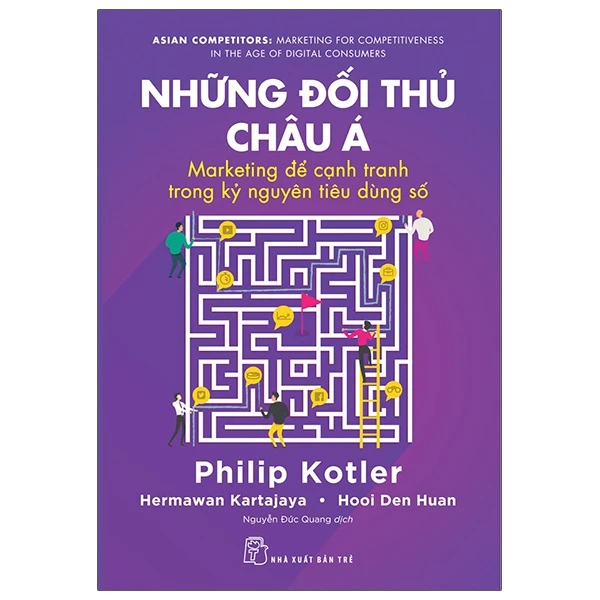 ASIAN COMPETITORS: MARKETING FOR COMPETITIVENESS
IN THE AGE OF DIGITAL CONSUMERS
NHỮNG ĐỐI THỦ
CHÂU Á
Marketing để cạnh tranh
trong kỷ nguyên tiêu dùng số
Philip Kotler
Hermawan Kartajaya • Hooi Den Huan
Nguyễn Đức Quang dịch
NHÀ XUẤT BẢN TRẺ